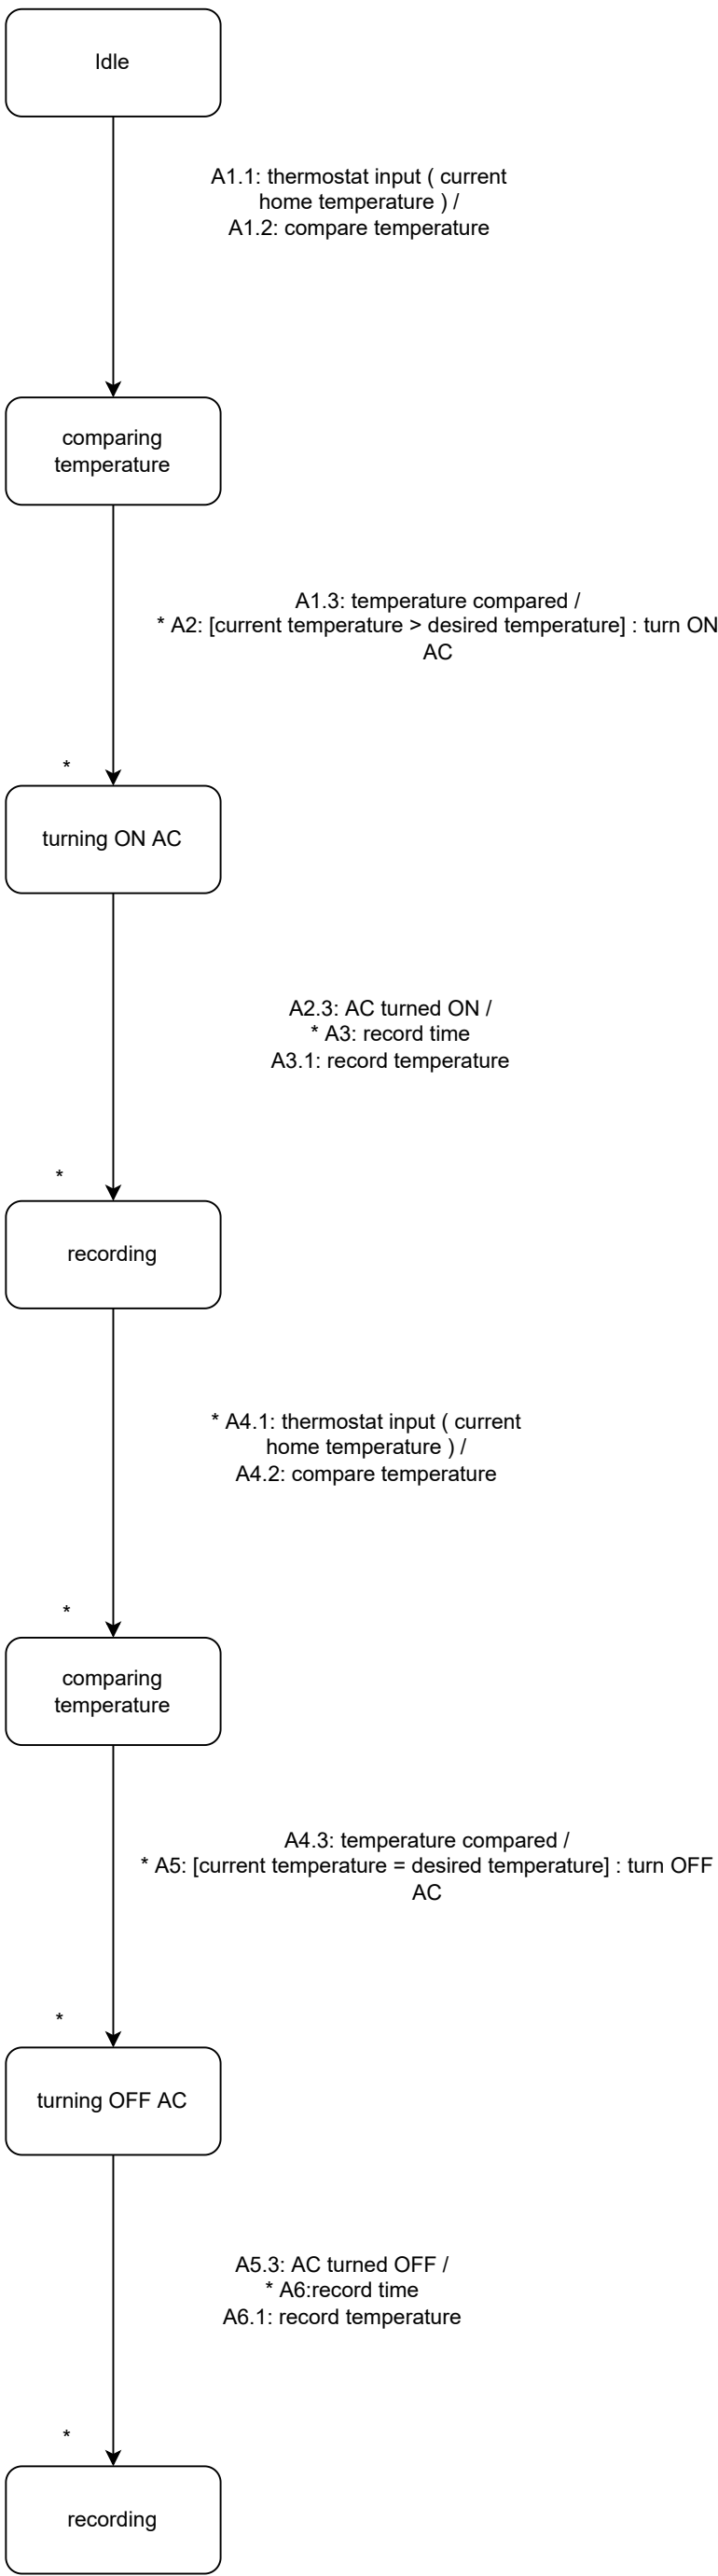 Idle
A1.1: thermostat input ( current
home temperature ) /
A1.2: compare temperature
comparing
temperature
A1.3: temperature compared /
* A2: [current temperature > desired temperature] : turn ON
AC
*
turning ON AC
A2.3: AC turned ON /
* A3: record time
A3.1: record temperature
*
recording
* A4.1: thermostat input ( current
home temperature ) /
A4.2: compare temperature
*
comparing
temperature
A4.3: temperature compared /
* A5: [current temperature = desired temperature] : turn OFF
AC
*
turning OFF AC
A5.3: AC turned OFF /
* A6:record time
A6.1: record temperature
*
recording